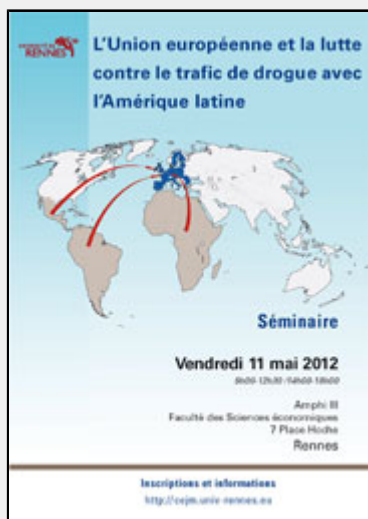 RENNES
L'Union européenne et la lutte
contre le trafic de drogue avec
l'Amérique latine
Séminaire
Vendredi 11 mai 2012
9h00-12h30 /14h00-18h00
Amphi III
Faculté des Sciences économiques
7 Place Hoche
Rennes
Inscriptions et informations
http://cejm.univ-rennes.eu